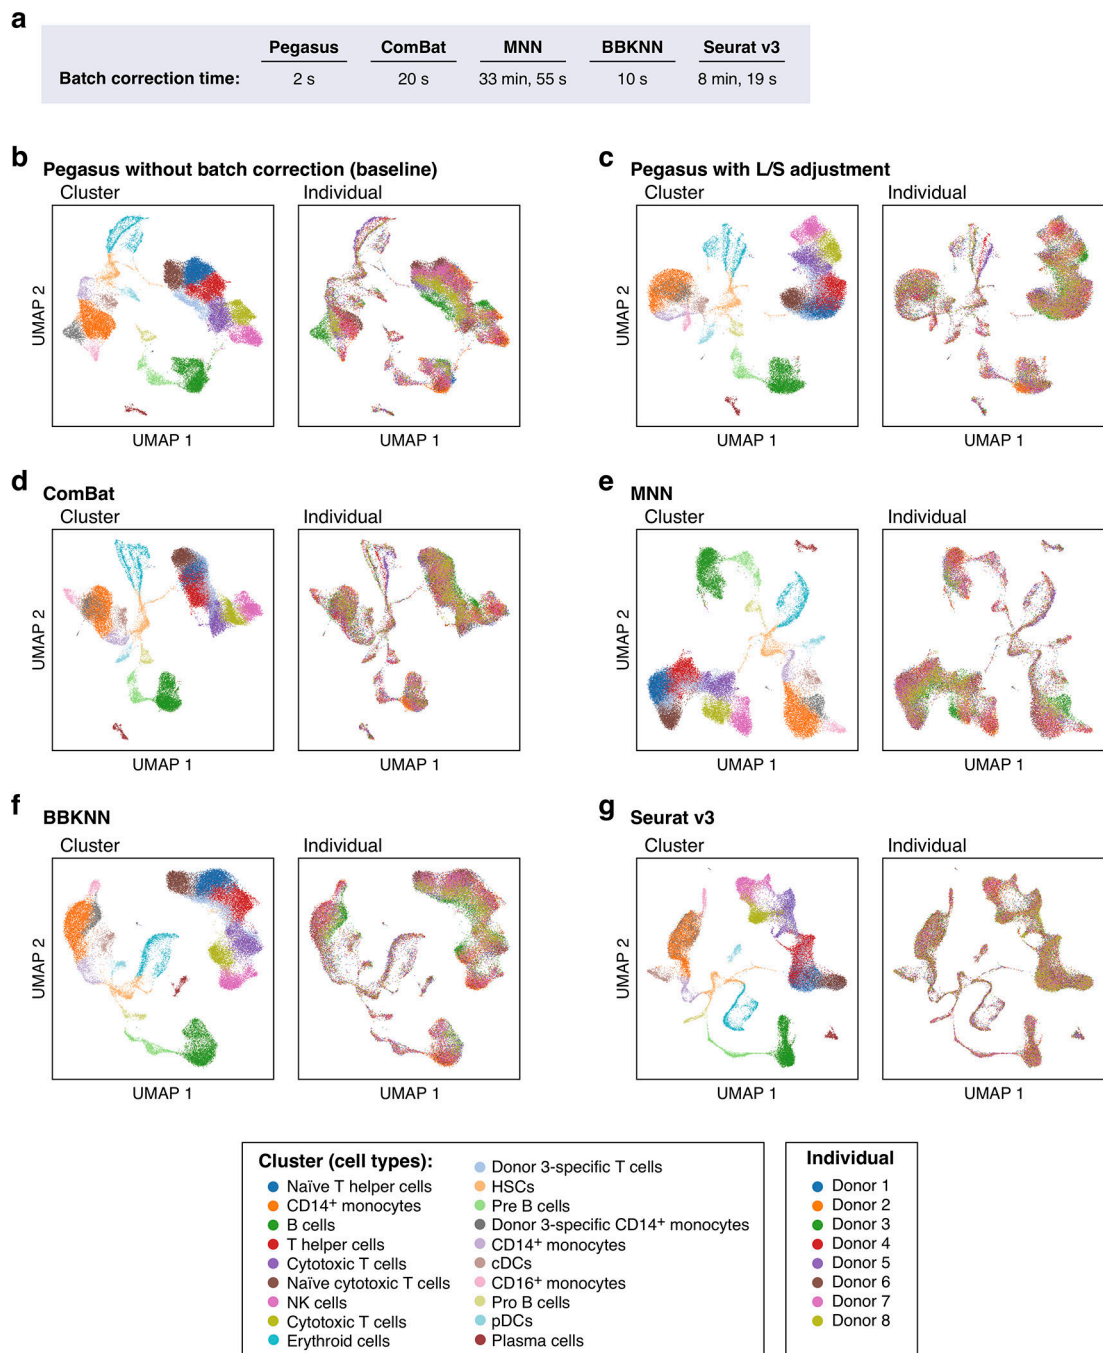 a
Pegasus ComBat MNN BBKNN Seurat v3
Batch correction time: 2 s 20 s 33 min, 55 s 10 s 8 min, 19 s
b
Pegasus without batch correction (baseline)
Cluster Individual
UMAP 2
UMAP 1 UMAP 1
c
Pegasus with L/S adjustment
Cluster Individual
UMAP 2
UMAP 1 UMAP 1
d
ComBat
Cluster Individual
UMAP 2
UMAP 1 UMAP 1
e
MNN
Cluster Individual
UMAP 2
UMAP 1 UMAP 1
f
BBKNN
Cluster Individual
UMAP 2
UMAP 1 UMAP 1
g
Seurat v3
Cluster Individual
UMAP 2
UMAP 1 UMAP 1
Cluster (cell types):
Naïve T helper cells
CD14⁺ monocytes
B cells
T helper cells
Cytotoxic T cells
Naïve cytotoxic T cells
NK cells
Cytotoxic T cells
Erythroid cells
Donor 3-specific T cells
HSCs
Pre B cells
Donor 3-specific CD14⁺ monocytes
CD14⁺ monocytes
cDCs
CD16⁺ monocytes
Pro B cells
pDCs
Plasma cells
Individual
Donor 1
Donor 2
Donor 3
Donor 4
Donor 5
Donor 6
Donor 7
Donor 8